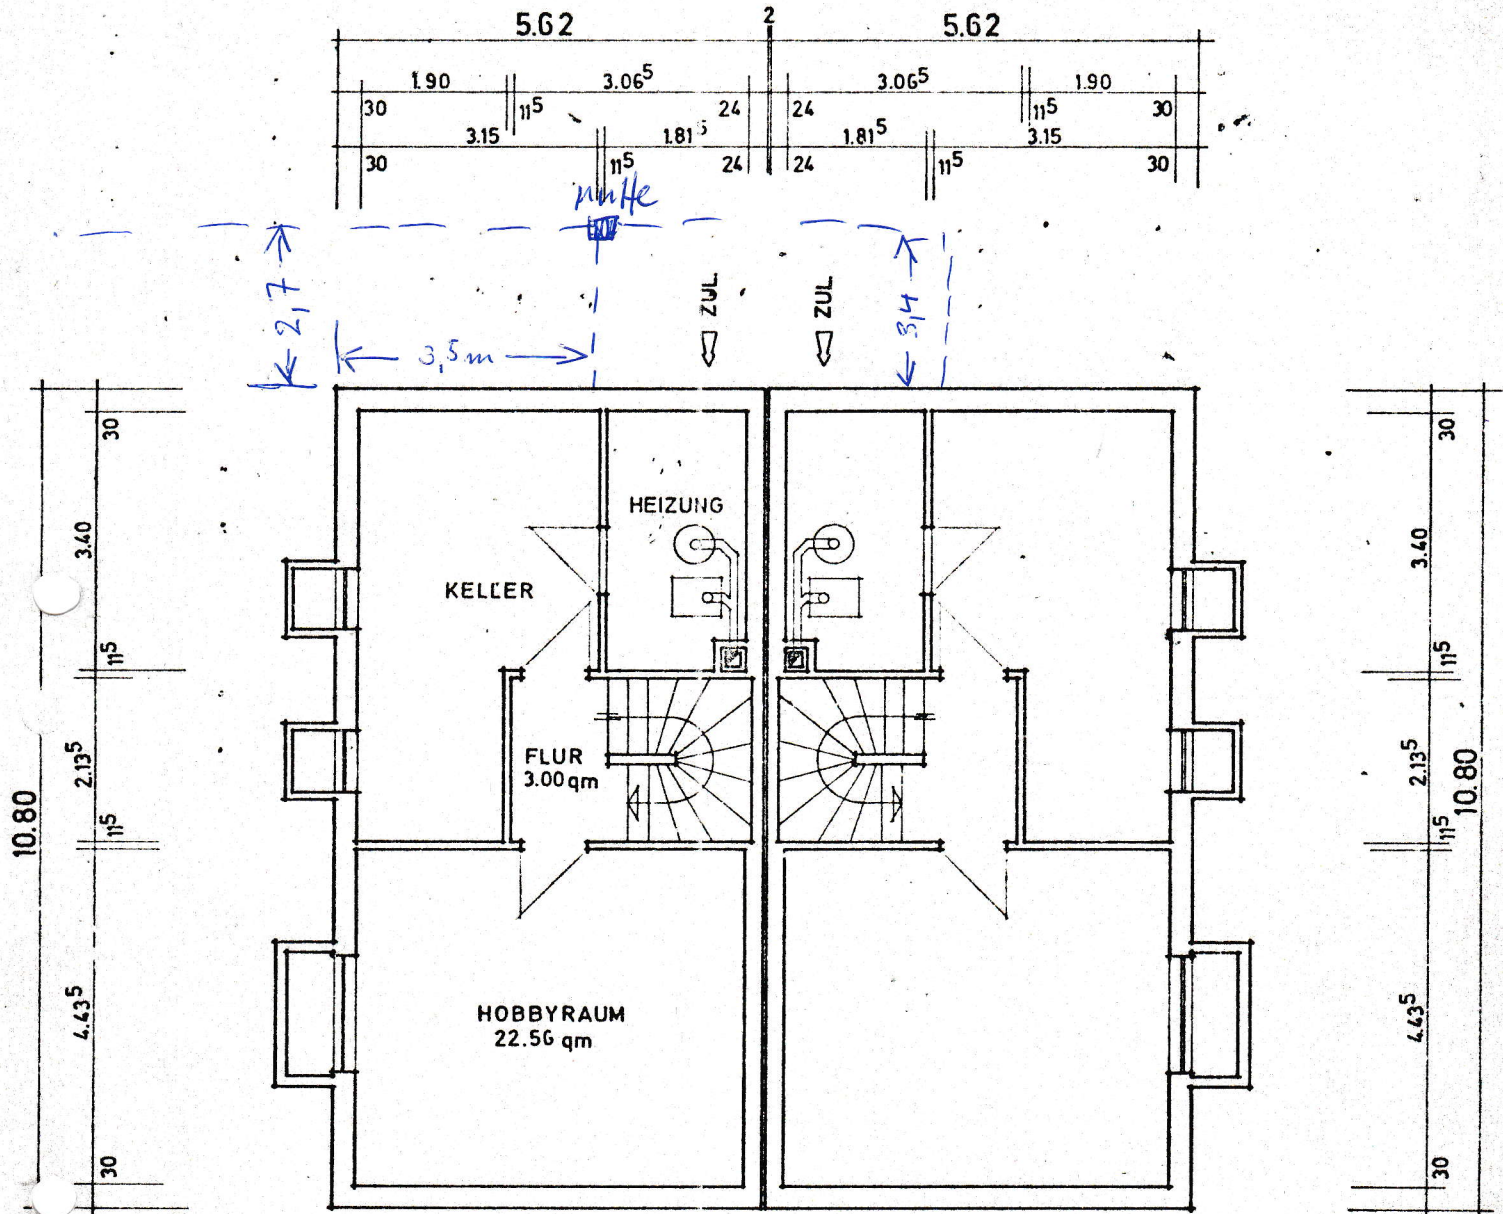 5.62 2 5.62
1.90 3.06⁵ 3.06⁵ 1.90
30 11⁵ 24 24 11⁵ 30
3.15 1.81⁵ 1.81⁵ 3.15
30 11⁵ 24 24 11⁵ 30
Muffe
2,7
3,5m
ZUL.
ZUL.
3,4
30
3.40
11⁵
2.13⁵
11⁵
4.43⁵
30
10.80
HEIZUNG
KELLER
FLUR
3.00 qm
HOBBYRAUM
22.56 qm
30
3.40
11⁵
2.13⁵
11⁵
4.43⁵
30
10.80